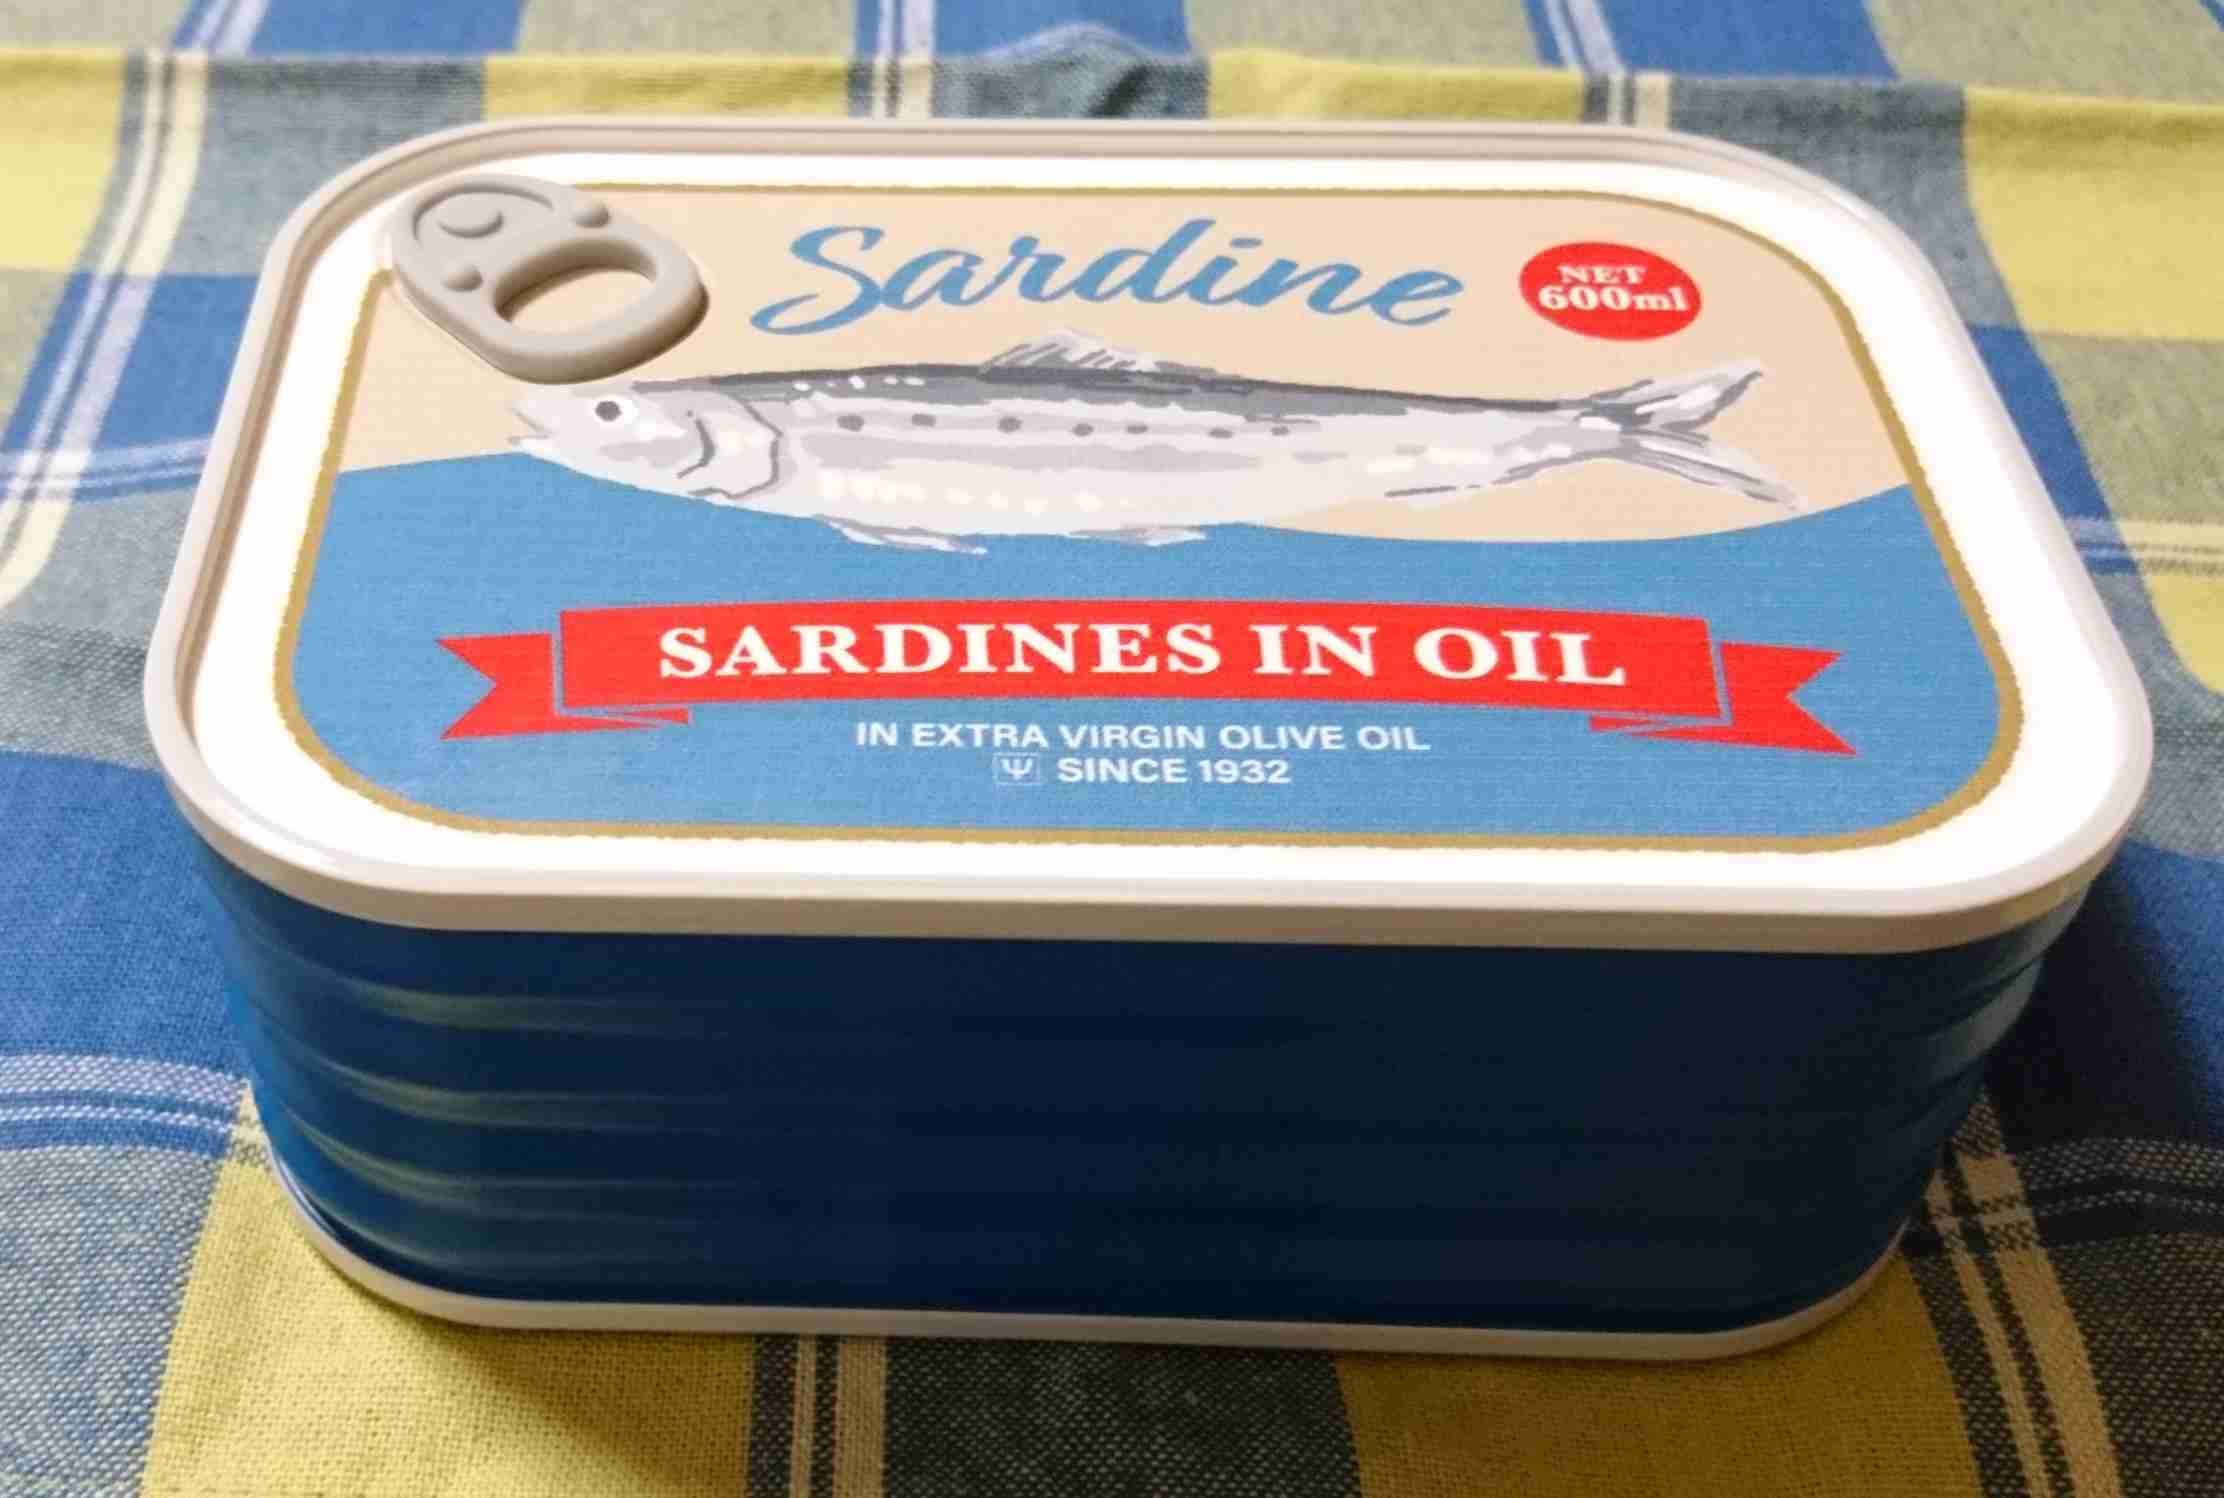 Sardine
NET
600ml
SARDINES IN OIL
IN EXTRA VIRGIN OLIVE OIL
Ψ SINCE 1932